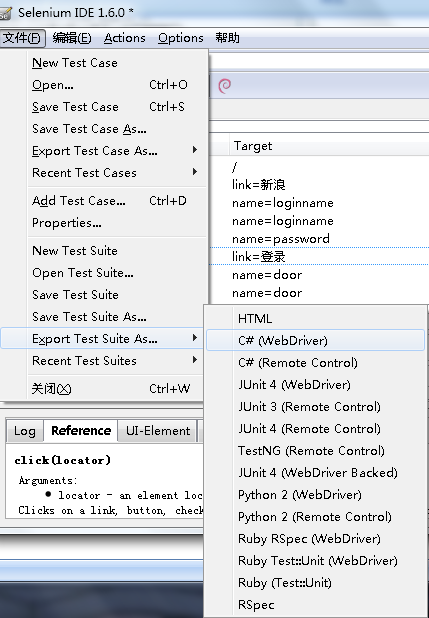 Selenium IDE 1.6.0 *
文件(F) 编辑(E) Actions Options 帮助
New Test Case
Open... Ctrl+O
Save Test Case Ctrl+S
Save Test Case As...
Export Test Case As...
Recent Test Cases
Add Test Case... Ctrl+D
Properties...
New Test Suite
Open Test Suite...
Save Test Suite
Save Test Suite As...
Export Test Suite As...
Recent Test Suites
关闭(X) Ctrl+W
Target
/
link=新浪
name=loginname
name=loginname
name=password
link=登录
name=door
name=door
HTML
C# (WebDriver)
C# (Remote Control)
JUnit 4 (WebDriver)
JUnit 3 (Remote Control)
JUnit 4 (Remote Control)
TestNG (Remote Control)
JUnit 4 (WebDriver Backed)
Python 2 (WebDriver)
Python 2 (Remote Control)
Ruby RSpec (WebDriver)
Ruby Test::Unit (WebDriver)
Ruby (Test::Unit)
RSpec
Log Reference UI-Element
click(locator)
Arguments:
• locator - an element loc
Clicks on a link, button, check